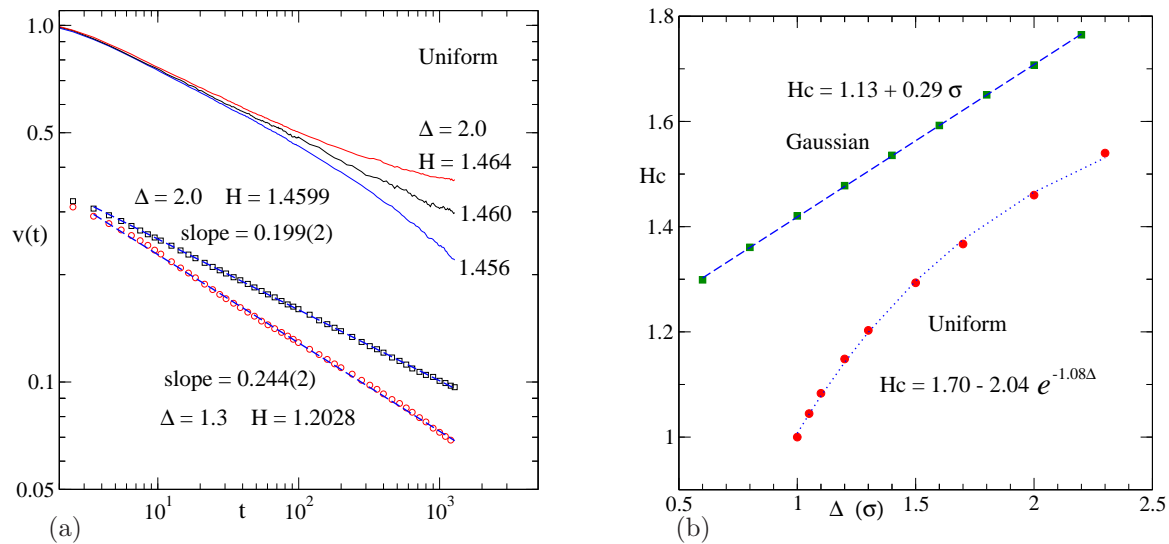 1.0
Uniform
Δ = 2.0
0.5
H = 1.464
Δ = 2.0 H = 1.4599
1.460
v(t)
slope = 0.199(2)
1.456
0.1
slope = 0.244(2)
Δ = 1.3 H = 1.2028
0.05
10^1 t 10^2 10^3
(a)
1.8
Hc = 1.13 + 0.29 σ
1.6
Gaussian
Hc
1.4
Uniform
1.2
Hc = 1.70 - 2.04 e^{-1.08Δ}
1
0.5 1 Δ (σ) 1.5 2 2.5
(b)